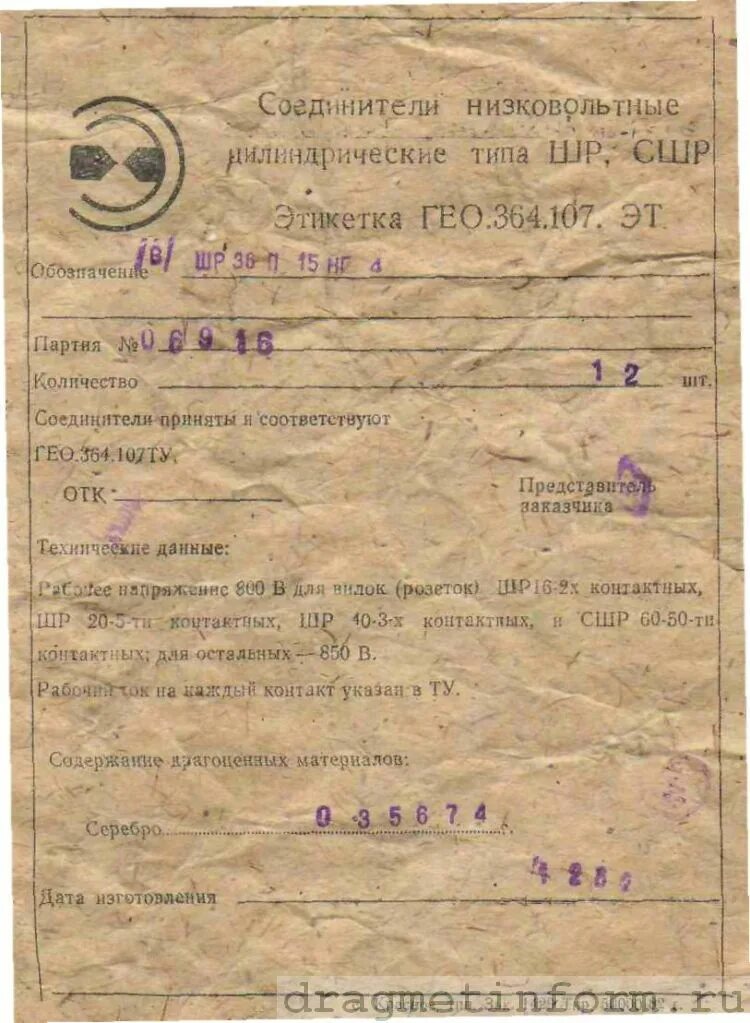 Соединители низковольтные
цилиндрические типа ШР, СШР
Этикетка ГЕО.364.107. ЭТ
Обозначение /В/ ШР 36 П 15 НГ
Партия № 06916
Количество 12 шт.
Соединители приняты и соответствуют
ГЕО.364.107ТУ.
ОТК
Представитель
заказчика
Технические данные:
Рабочее напряжение 800 В для вилок (розеток) ШР16-2х контактных,
ШР 20-5-ти контактных, ШР 40-3-х контактных, и СШР 60-50-ти
контактных; для остальных — 850 В.
Рабочий ток на каждый контакт указан в ТУ.
Содержание драгоценных материалов:
Серебро 0 35674 г.
Дата изготовления
dragmetinform.ru